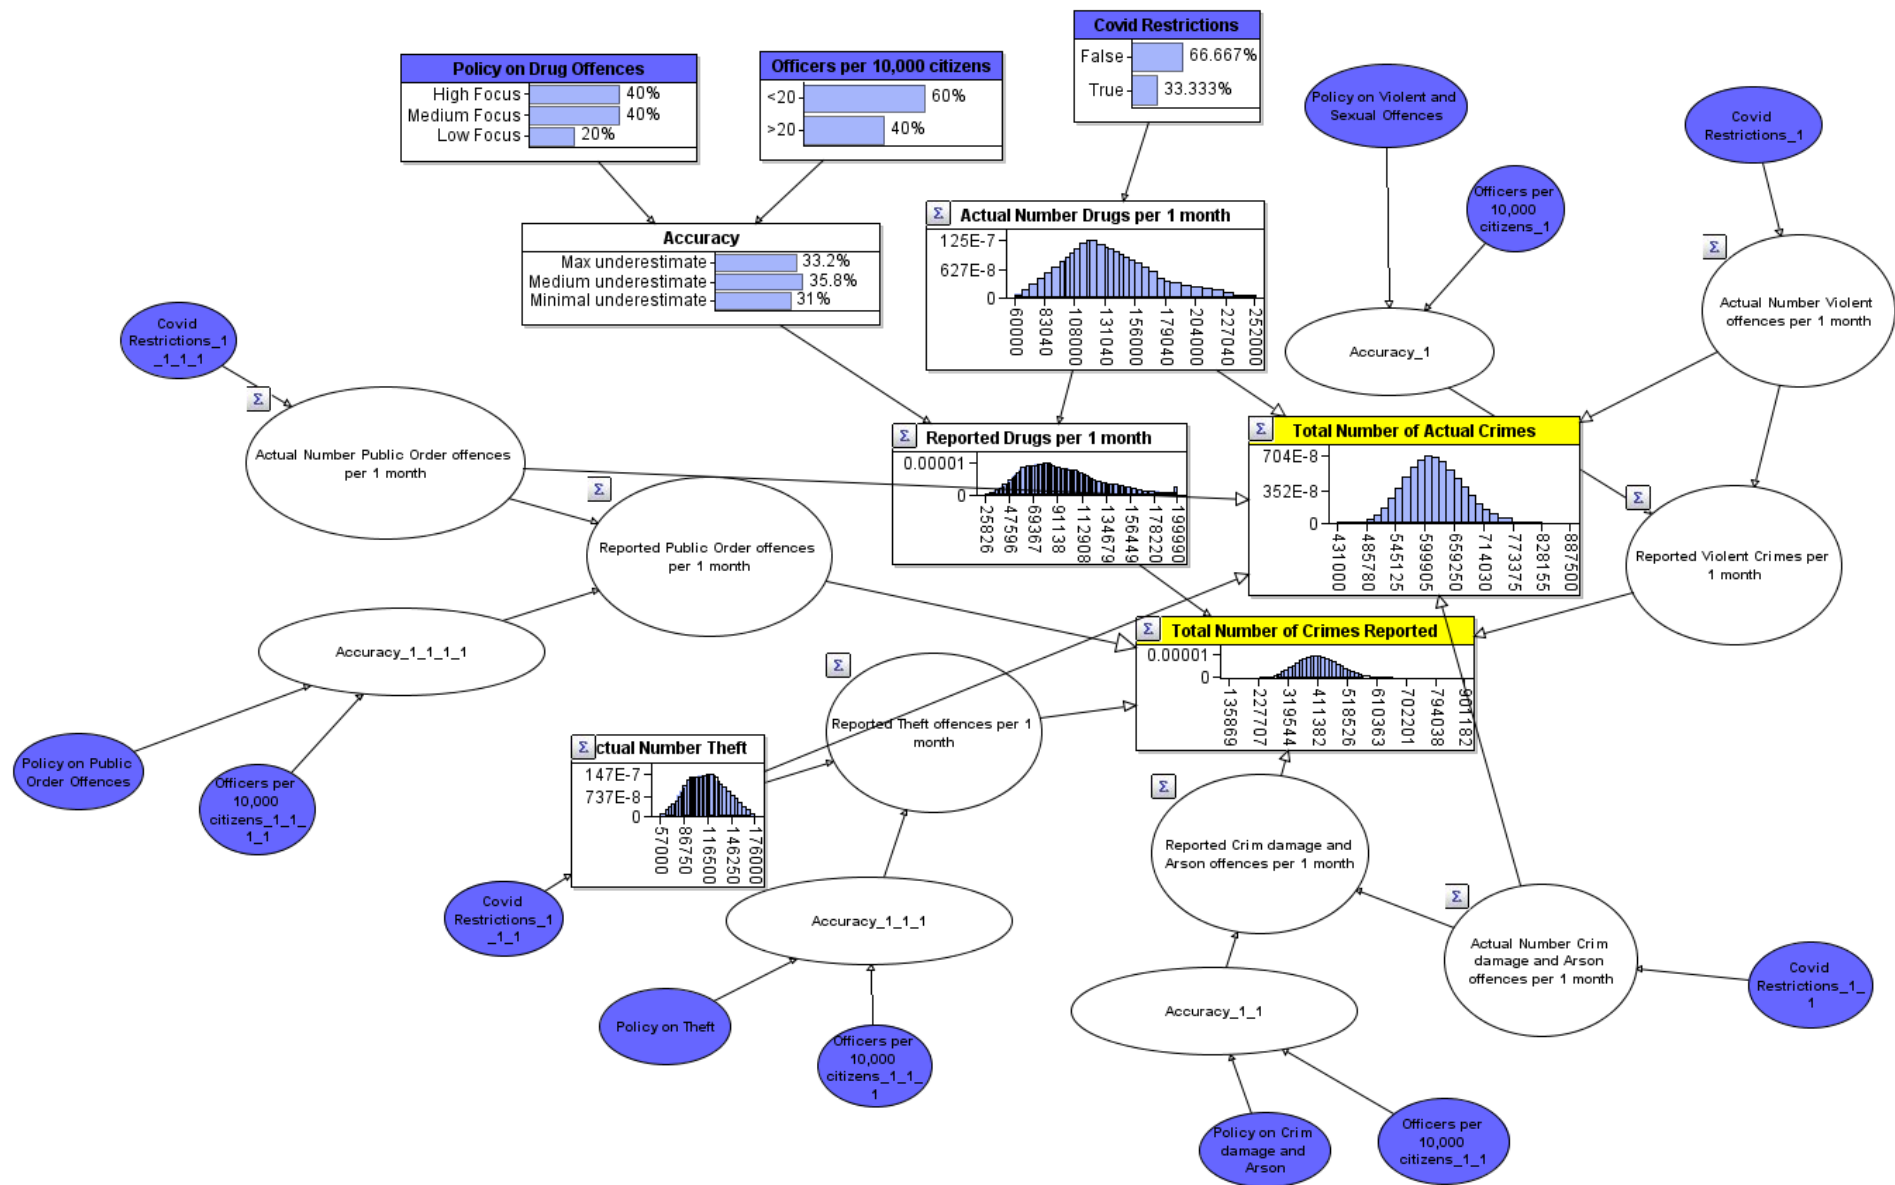 Covid Restrictions
False 66.667%
True 33.333%
Policy on Drug Offences
High Focus 40%
Medium Focus 40%
Low Focus 20%
Officers per 10,000 citizens
<20 60%
>20 40%
Policy on Violent and
Sexual Offences
Covid
Restrictions_1
Officers per
10,000
citizens_1
Accuracy
Max underestimate 33.2%
Medium underestimate 35.8%
Minimal underestimate 31%
Σ Actual Number Drugs per 1 month
125E-7
627E-8
0
60000
83040
108000
131040
156000
179040
204000
227040
252000
Σ
Actual Number Violent
offences per 1 month
Accuracy_1
Covid
Restrictions_1
_1_1_1
Σ
Actual Number Public Order offences
per 1 month
Σ Reported Drugs per 1 month
0.00001
0
25826
47596
69367
91138
112908
134679
156449
178220
199990
Σ Total Number of Actual Crimes
704E-8
352E-8
0
431000
485780
545125
599905
659250
714030
773375
828155
887500
Σ
Reported Violent Crimes per
1 month
Σ
Reported Public Order offences
per 1 month
Accuracy_1_1_1_1
Σ Total Number of Crimes Reported
0.00001
0
135869
227707
319544
411382
518526
610363
702201
794038
901182
Σ
Reported Theft offences per 1
month
Policy on Public
Order Offences
Officers per
10,000
citizens_1_1_
1_1
Σ ctual Number Theft
147E-7
737E-8
0
57000
86750
116500
146250
176000
Σ
Reported Crim damage and
Arson offences per 1 month
Covid
Restrictions_1
_1_1
Accuracy_1_1_1
Σ
Actual Number Crim
damage and Arson
offences per 1 month
Covid
Restrictions_1_
1
Policy on Theft
Officers per
10,000
citizens_1_1_
1
Accuracy_1_1
Policy on Crim
damage and
Arson
Officers per
10,000
citizens_1_1